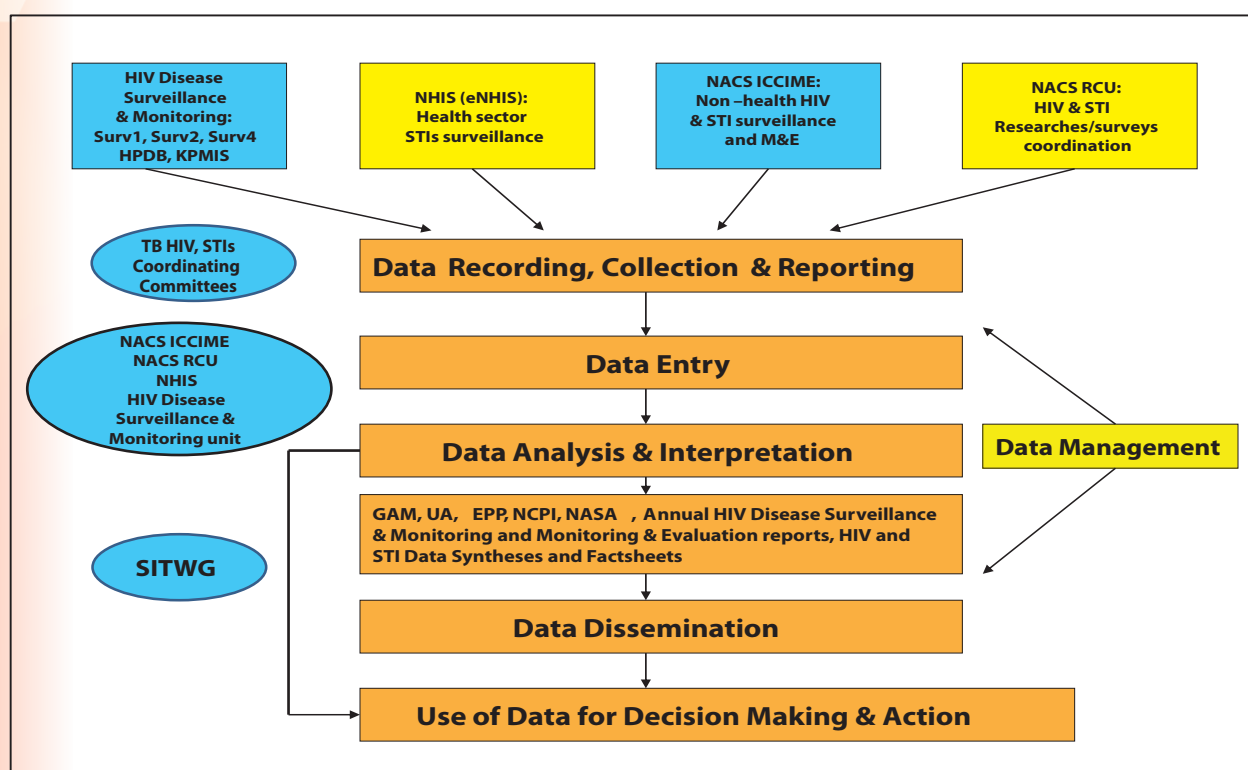 HIV Disease
Surveillance
& Monitoring:
Surv1, Surv2, Surv4
HPDB, KPMIS
NHIS (eNHIS):
Health sector
STIs surveillance
NACS ICCIME:
Non –health HIV
& STI surveillance
and M&E
NACS RCU:
HIV & STI
Researches/surveys
coordination
TB HIV, STIs
Coordinating
Committees
Data Recording, Collection & Reporting
NACS ICCIME
NACS RCU
NHIS
HIV Disease
Surveillance &
Monitoring unit
Data Entry
Data Analysis & Interpretation
Data Management
GAM, UA, EPP, NCPI, NASA , Annual HIV Disease Surveillance
& Monitoring and Monitoring & Evaluation reports, HIV and
STI Data Syntheses and Factsheets
SITWG
Data Dissemination
Use of Data for Decision Making & Action